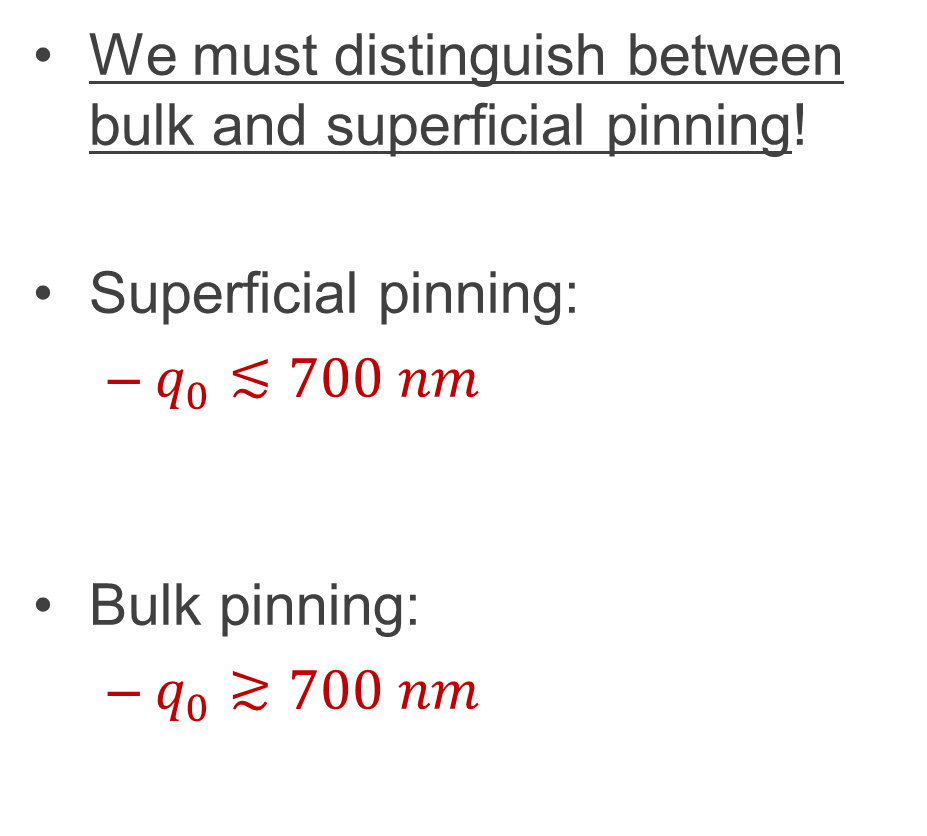 • We must distinguish between
bulk and superficial pinning!
• Superficial pinning:
− q₀ ⪅ 700 nm
• Bulk pinning:
− q₀ ⪆ 700 nm